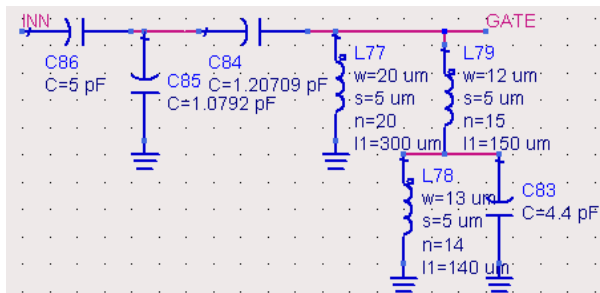 INN
GATE
C86
C=5 pF
C85
C=1.0792 pF
C84
C=1.20709 pF
L77
w=20 um
s=5 um
n=20
l1=300 um
L79
w=12 um
s=5 um
n=15
l1=150 um
L78
w=13 um
s=5 um
n=14
l1=140 um
C83
C=4.4 pF